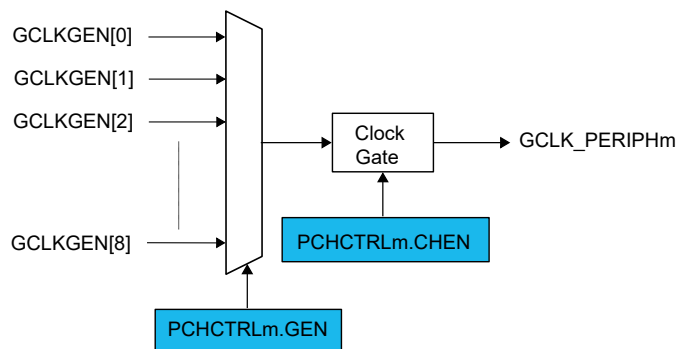 GCLKGEN[0]
GCLKGEN[1]
GCLKGEN[2]
Clock
Gate
GCLK_PERIPHm
GCLKGEN[8]
PCHCTRLm.CHEN
PCHCTRLm.GEN